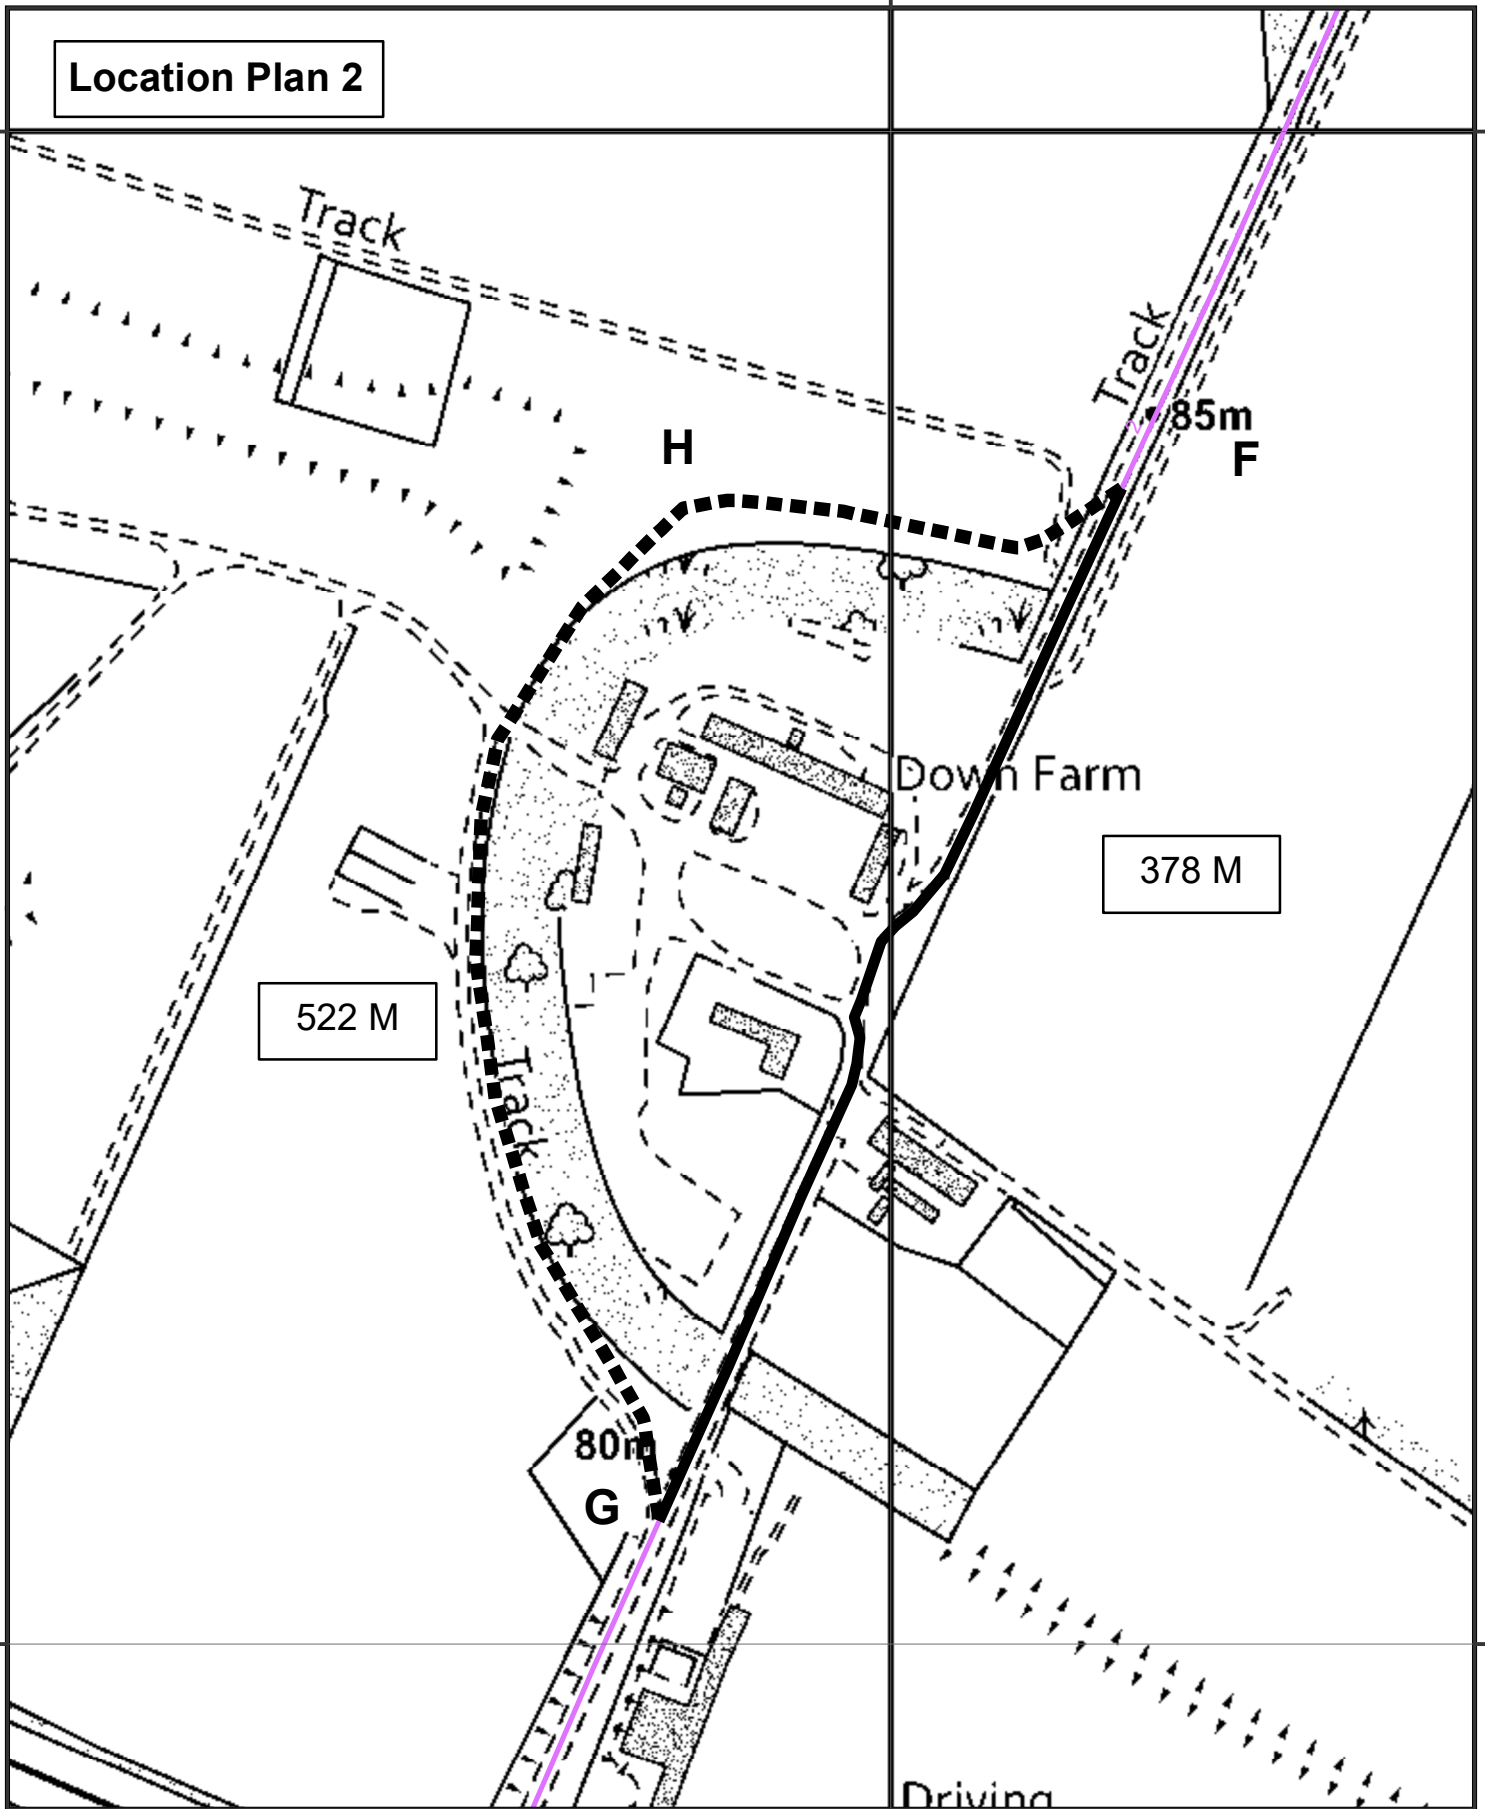 Location Plan 2
Track
Track
85m
F
H
Down Farm
378 M
522 M
Track
80m
G
Driving